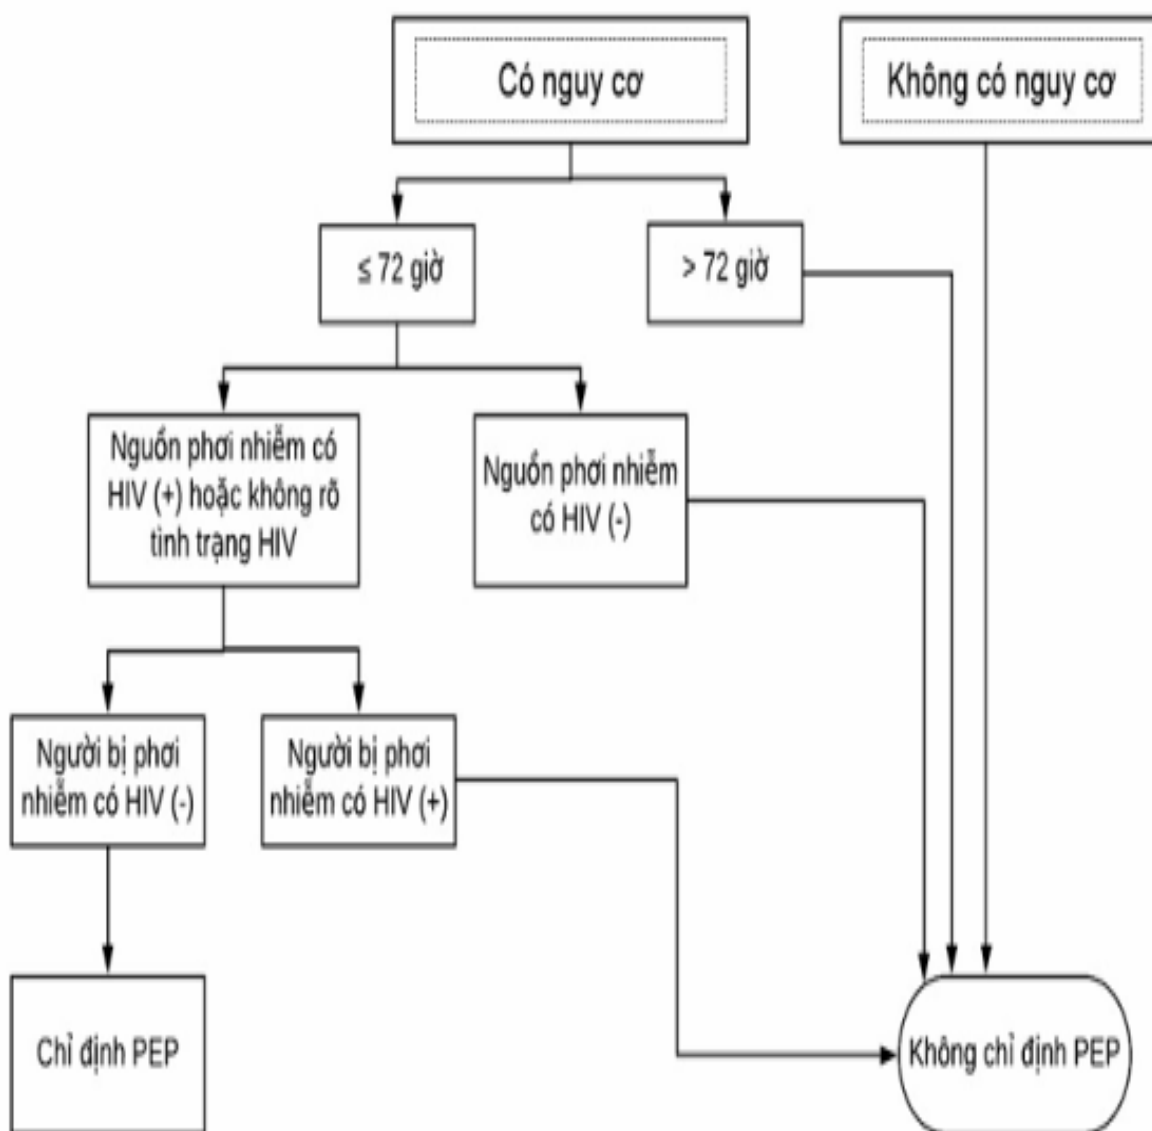 Có nguy cơ
Không có nguy cơ
≤ 72 giờ
> 72 giờ
Nguồn phơi nhiễm có
HIV (+) hoặc không rõ
tình trạng HIV
Nguồn phơi nhiễm
có HIV (-)
Người bị phơi
nhiễm có HIV (-)
Người bị phơi
nhiễm có HIV (+)
Chỉ định PEP
Không chỉ định PEP